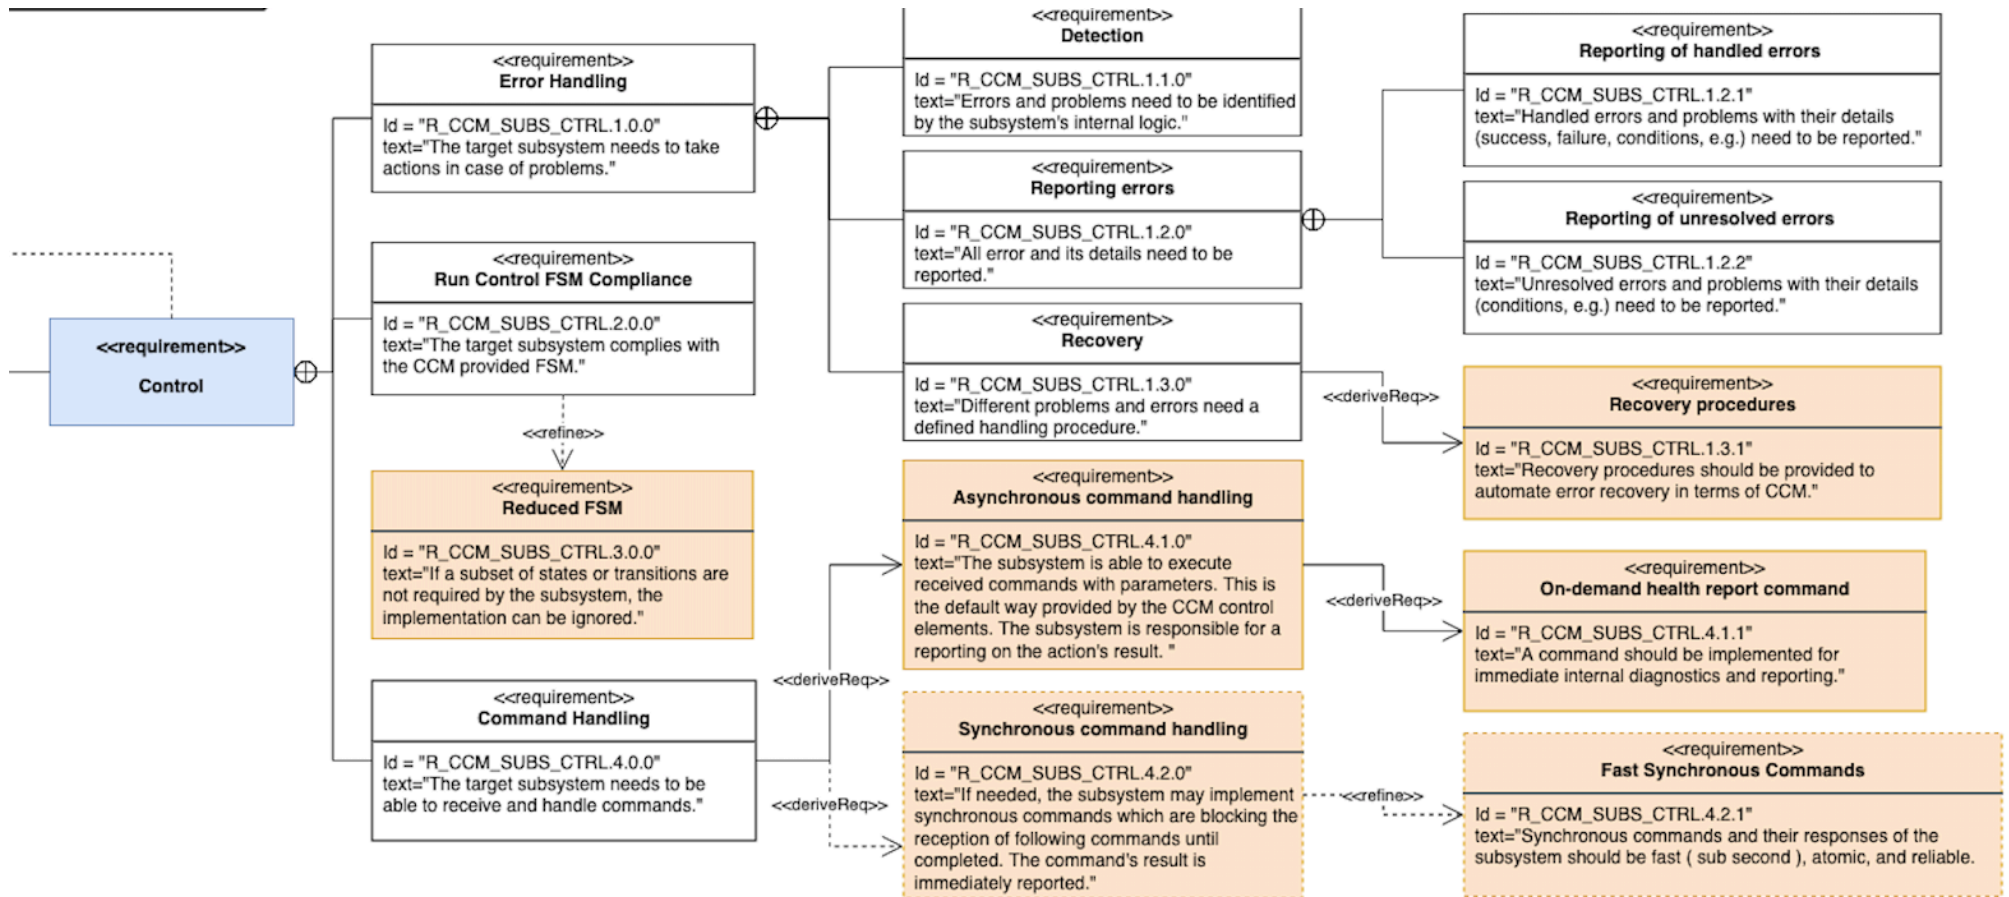 <<requirement>>
Control
<<requirement>>
Error Handling
Id = "R_CCM_SUBS_CTRL.1.0.0"
text="The target subsystem needs to take
actions in case of problems."
<<requirement>>
Run Control FSM Compliance
Id = "R_CCM_SUBS_CTRL.2.0.0"
text="The target subsystem complies with
the CCM provided FSM."
<<refine>>
<<requirement>>
Reduced FSM
Id = "R_CCM_SUBS_CTRL.3.0.0"
text="If a subset of states or transitions are
not required by the subsystem, the
implementation can be ignored."
<<requirement>>
Command Handling
Id = "R_CCM_SUBS_CTRL.4.0.0"
text="The target subsystem needs to be
able to receive and handle commands."
<<deriveReq>>
<<deriveReq>>
<<requirement>>
Detection
Id = "R_CCM_SUBS_CTRL.1.1.0"
text="Errors and problems need to be identified
by the subsystem's internal logic."
<<requirement>>
Reporting errors
Id = "R_CCM_SUBS_CTRL.1.2.0"
text="All error and its details need to be
reported."
<<requirement>>
Recovery
Id = "R_CCM_SUBS_CTRL.1.3.0"
text="Different problems and errors need a
defined handling procedure."
<<requirement>>
Asynchronous command handling
Id = "R_CCM_SUBS_CTRL.4.1.0"
text="The subsystem is able to execute
received commands with parameters. This is
the default way provided by the CCM control
elements. The subsystem is responsible for a
reporting on the action's result. "
<<requirement>>
Synchronous command handling
Id = "R_CCM_SUBS_CTRL.4.2.0"
text="If needed, the subsystem may implement
synchronous commands which are blocking the
reception of following commands until
completed. The command's result is
immediately reported."
<<deriveReq>>
<<deriveReq>>
<<refine>>
<<requirement>>
Reporting of handled errors
Id = "R_CCM_SUBS_CTRL.1.2.1"
text="Handled errors and problems with their details
(success, failure, conditions, e.g.) need to be reported."
<<requirement>>
Reporting of unresolved errors
Id = "R_CCM_SUBS_CTRL.1.2.2"
text="Unresolved errors and problems with their details
(conditions, e.g.) need to be reported."
<<requirement>>
Recovery procedures
Id = "R_CCM_SUBS_CTRL.1.3.1"
text="Recovery procedures should be provided to
automate error recovery in terms of CCM."
<<requirement>>
On-demand health report command
Id = "R_CCM_SUBS_CTRL.4.1.1"
text="A command should be implemented for
immediate internal diagnostics and reporting."
<<requirement>>
Fast Synchronous Commands
Id = "R_CCM_SUBS_CTRL.4.2.1"
text="Synchronous commands and their responses of the
subsystem should be fast ( sub second ), atomic, and reliable.